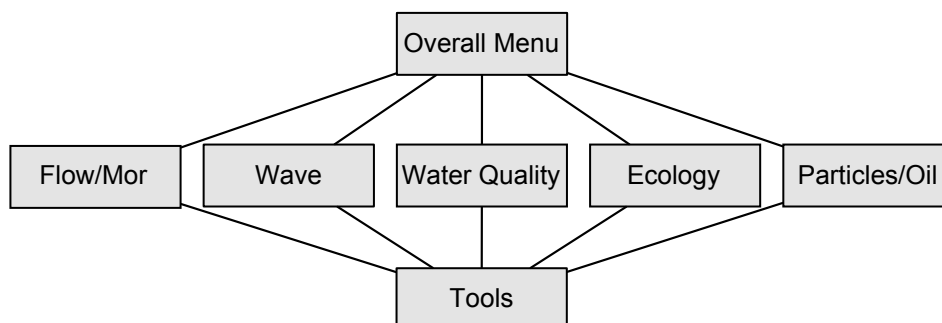 Overall Menu
Flow/Mor
Wave
Water Quality
Ecology
Particles/Oil
Tools